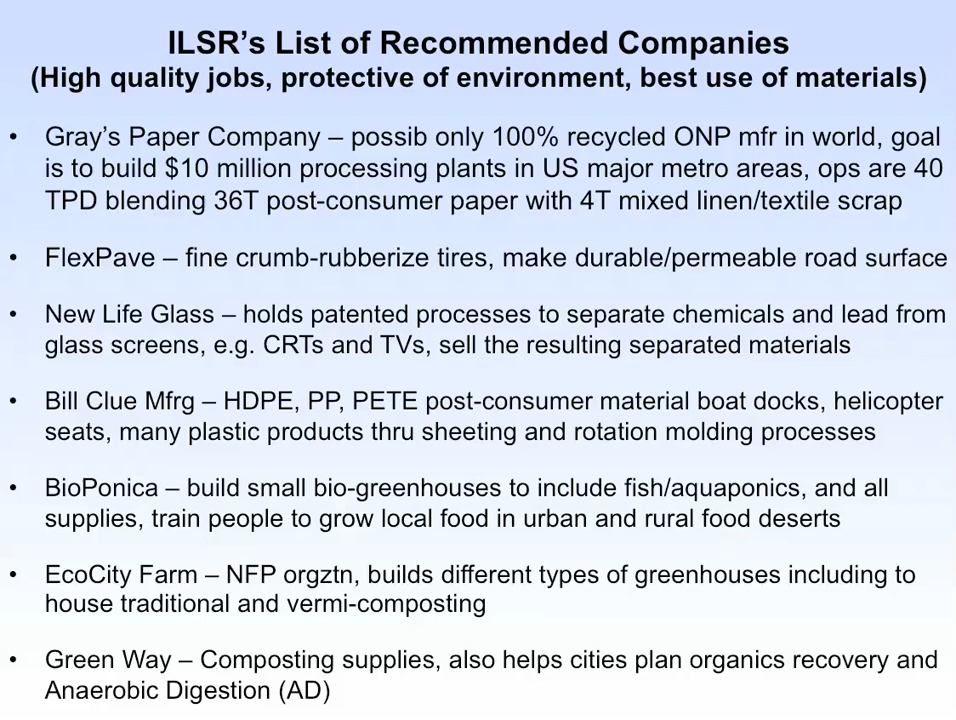 ILSR’s List of Recommended Companies
(High quality jobs, protective of environment, best use of materials)
• Gray’s Paper Company – possib only 100% recycled ONP mfr in world, goal
is to build $10 million processing plants in US major metro areas, ops are 40
TPD blending 36T post-consumer paper with 4T mixed linen/textile scrap
• FlexPave – fine crumb-rubberize tires, make durable/permeable road surface
• New Life Glass – holds patented processes to separate chemicals and lead from
glass screens, e.g. CRTs and TVs, sell the resulting separated materials
• Bill Clue Mfrg – HDPE, PP, PETE post-consumer material boat docks, helicopter
seats, many plastic products thru sheeting and rotation molding processes
• BioPonica – build small bio-greenhouses to include fish/aquaponics, and all
supplies, train people to grow local food in urban and rural food deserts
• EcoCity Farm – NFP orgztn, builds different types of greenhouses including to
house traditional and vermi-composting
• Green Way – Composting supplies, also helps cities plan organics recovery and
Anaerobic Digestion (AD)